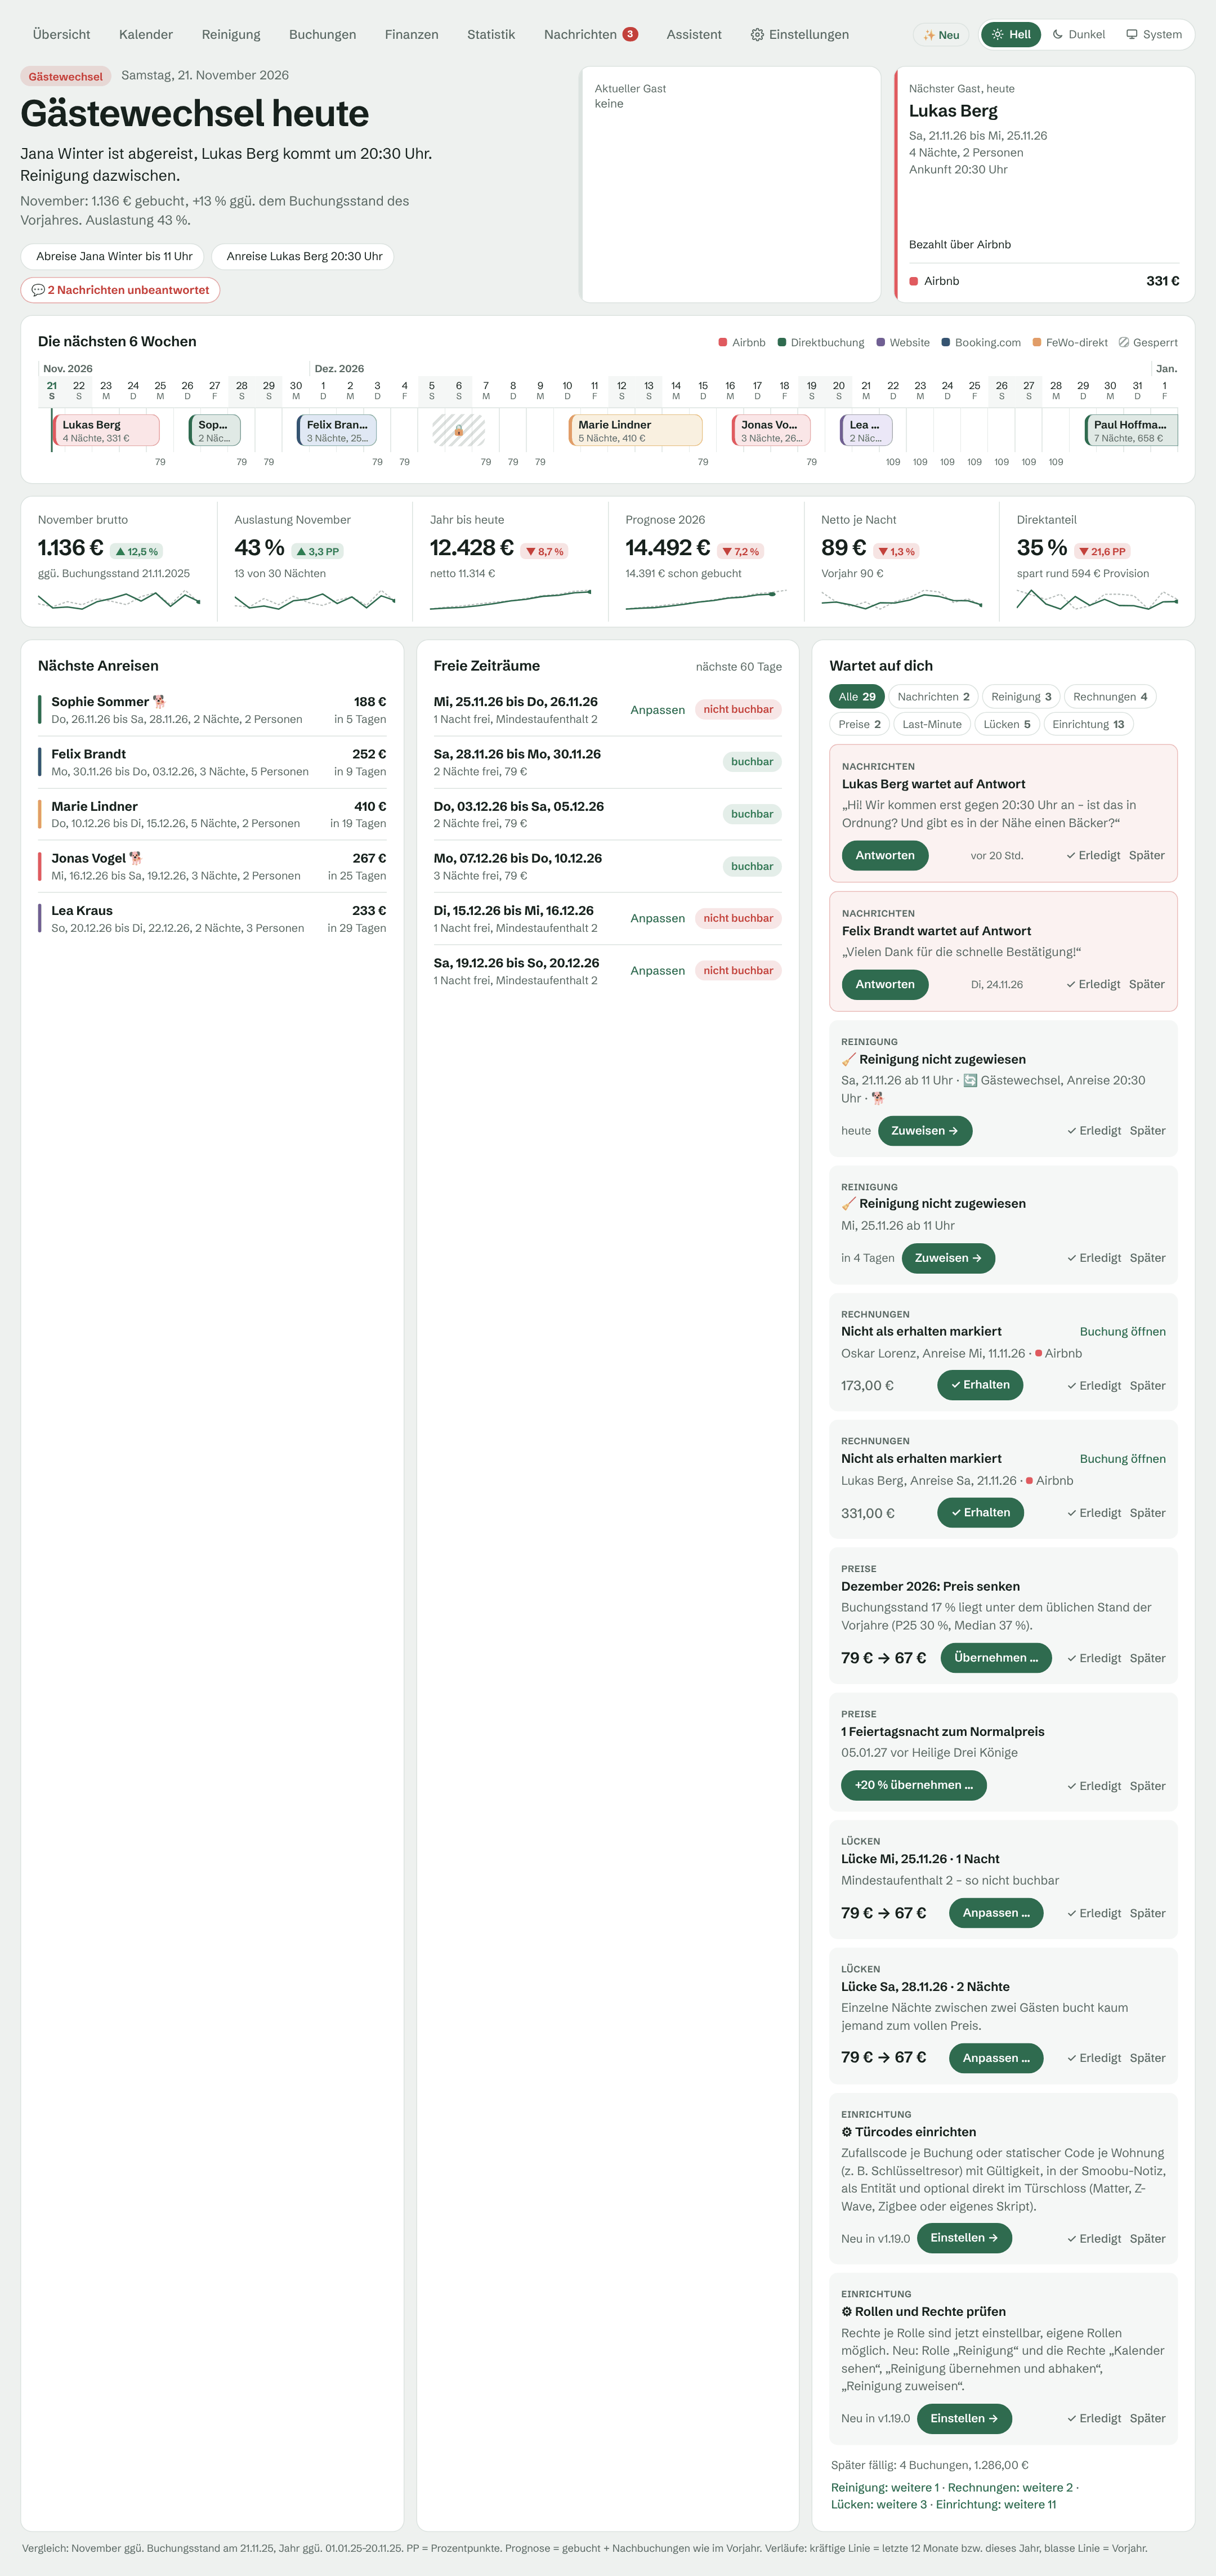 Übersicht Kalender Reinigung Buchungen Finanzen Statistik Nachrichten 3 Assistent Einstellungen ✨ Neu Hell Dunkel System
Gästewechsel Samstag, 21. November 2026
Gästewechsel heute
Jana Winter ist abgereist, Lukas Berg kommt um 20:30 Uhr.
Reinigung dazwischen.
November: 1.136 € gebucht, +13 % ggü. dem Buchungsstand des
Vorjahres. Auslastung 43 %.
Abreise Jana Winter bis 11 Uhr Anreise Lukas Berg 20:30 Uhr
💬 2 Nachrichten unbeantwortet
Aktueller Gast
keine
Nächster Gast, heute
Lukas Berg
Sa, 21.11.26 bis Mi, 25.11.26
4 Nächte, 2 Personen
Ankunft 20:30 Uhr
Bezahlt über Airbnb
Airbnb 331 €
Die nächsten 6 Wochen Airbnb Direktbuchung Website Booking.com FeWo-direkt Gesperrt
Nov. 2026 Dez. 2026 Jan.
21 22 23 24 25 26 27 28 29 30 1 2 3 4 5 6 7 8 9 10 11 12 13 14 15 16 17 18 19 20 21 22 23 24 25 26 27 28 29 30 31 1
S S M D M D F S S M D M D F S S M D M D F S S M D M D F S S M D M D F S S M D M D F
Lukas Berg Sop... Felix Bran... 🔒 Marie Lindner Jonas Vo... Lea ... Paul Hoffma...
4 Nächte, 331 € 2 Näc... 3 Nächte, 25... 5 Nächte, 410 € 3 Nächte, 26... 2 Näc... 7 Nächte, 658 €
79 79 79 79 79 79 79 79 79 79 109 109 109 109 109 109 109
November brutto
1.136 € ▲ 12,5 %
ggü. Buchungsstand 21.11.2025
Auslastung November
43 % ▲ 3,3 PP
13 von 30 Nächten
Jahr bis heute
12.428 € ▼ 8,7 %
netto 11.314 €
Prognose 2026
14.492 € ▼ 7,2 %
14.391 € schon gebucht
Netto je Nacht
89 € ▼ 1,3 %
Vorjahr 90 €
Direktanteil
35 % ▼ 21,6 PP
spart rund 594 € Provision
Nächste Anreisen
Sophie Sommer 🐕 188 €
Do, 26.11.26 bis Sa, 28.11.26, 2 Nächte, 2 Personen in 5 Tagen
Felix Brandt 252 €
Mo, 30.11.26 bis Do, 03.12.26, 3 Nächte, 5 Personen in 9 Tagen
Marie Lindner 410 €
Do, 10.12.26 bis Di, 15.12.26, 5 Nächte, 2 Personen in 19 Tagen
Jonas Vogel 🐕 267 €
Mi, 16.12.26 bis Sa, 19.12.26, 3 Nächte, 2 Personen in 25 Tagen
Lea Kraus 233 €
So, 20.12.26 bis Di, 22.12.26, 2 Nächte, 3 Personen in 29 Tagen
Freie Zeiträume nächste 60 Tage
Mi, 25.11.26 bis Do, 26.11.26
1 Nacht frei, Mindestaufenthalt 2 Anpassen nicht buchbar
Sa, 28.11.26 bis Mo, 30.11.26
2 Nächte frei, 79 € buchbar
Do, 03.12.26 bis Sa, 05.12.26
2 Nächte frei, 79 € buchbar
Mo, 07.12.26 bis Do, 10.12.26
3 Nächte frei, 79 € buchbar
Di, 15.12.26 bis Mi, 16.12.26
1 Nacht frei, Mindestaufenthalt 2 Anpassen nicht buchbar
Sa, 19.12.26 bis So, 20.12.26
1 Nacht frei, Mindestaufenthalt 2 Anpassen nicht buchbar
Wartet auf dich
Alle 29 Nachrichten 2 Reinigung 3 Rechnungen 4
Preise 2 Last-Minute Lücken 5 Einrichtung 13
NACHRICHTEN
Lukas Berg wartet auf Antwort
„Hi! Wir kommen erst gegen 20:30 Uhr an – ist das in
Ordnung? Und gibt es in der Nähe einen Bäcker?“
Antworten vor 20 Std. ✓ Erledigt Später
NACHRICHTEN
Felix Brandt wartet auf Antwort
„Vielen Dank für die schnelle Bestätigung!“
Antworten Di, 24.11.26 ✓ Erledigt Später
REINIGUNG
🧹 Reinigung nicht zugewiesen
Sa, 21.11.26 ab 11 Uhr · 🔄 Gästewechsel, Anreise 20:30
Uhr · 🐕
heute Zuweisen → ✓ Erledigt Später
REINIGUNG
🧹 Reinigung nicht zugewiesen
Mi, 25.11.26 ab 11 Uhr
in 4 Tagen Zuweisen → ✓ Erledigt Später
RECHNUNGEN
Nicht als erhalten markiert Buchung öffnen
Oskar Lorenz, Anreise Mi, 11.11.26 · Airbnb
173,00 € ✓ Erhalten ✓ Erledigt Später
RECHNUNGEN
Nicht als erhalten markiert Buchung öffnen
Lukas Berg, Anreise Sa, 21.11.26 · Airbnb
331,00 € ✓ Erhalten ✓ Erledigt Später
PREISE
Dezember 2026: Preis senken
Buchungsstand 17 % liegt unter dem üblichen Stand der
Vorjahre (P25 30 %, Median 37 %).
79 € → 67 € Übernehmen ... ✓ Erledigt Später
PREISE
1 Feiertagsnacht zum Normalpreis
05.01.27 vor Heilige Drei Könige
+20 % übernehmen ... ✓ Erledigt Später
LÜCKEN
Lücke Mi, 25.11.26 · 1 Nacht
Mindestaufenthalt 2 – so nicht buchbar
79 € → 67 € Anpassen ... ✓ Erledigt Später
LÜCKEN
Lücke Sa, 28.11.26 · 2 Nächte
Einzelne Nächte zwischen zwei Gästen bucht kaum
jemand zum vollen Preis.
79 € → 67 € Anpassen ... ✓ Erledigt Später
EINRICHTUNG
⚙ Türcodes einrichten
Zufallscode je Buchung oder statischer Code je Wohnung
(z. B. Schlüsseltresor) mit Gültigkeit, in der Smoobu-Notiz,
als Entität und optional direkt im Türschloss (Matter, Z-
Wave, Zigbee oder eigenes Skript).
Neu in v1.19.0 Einstellen → ✓ Erledigt Später
EINRICHTUNG
⚙ Rollen und Rechte prüfen
Rechte je Rolle sind jetzt einstellbar, eigene Rollen
möglich. Neu: Rolle „Reinigung“ und die Rechte „Kalender
sehen“, „Reinigung übernehmen und abhaken“,
„Reinigung zuweisen“.
Neu in v1.19.0 Einstellen → ✓ Erledigt Später
Später fällig: 4 Buchungen, 1.286,00 €
Reinigung: weitere 1 · Rechnungen: weitere 2 ·
Lücken: weitere 3 · Einrichtung: weitere 11
Vergleich: November ggü. Buchungsstand am 21.11.25, Jahr ggü. 01.01.25-20.11.25. PP = Prozentpunkte. Prognose = gebucht + Nachbuchungen wie im Vorjahr. Verläufe: kräftige Linie = letzte 12 Monate bzw. dieses Jahr, blasse Linie = Vorjahr.